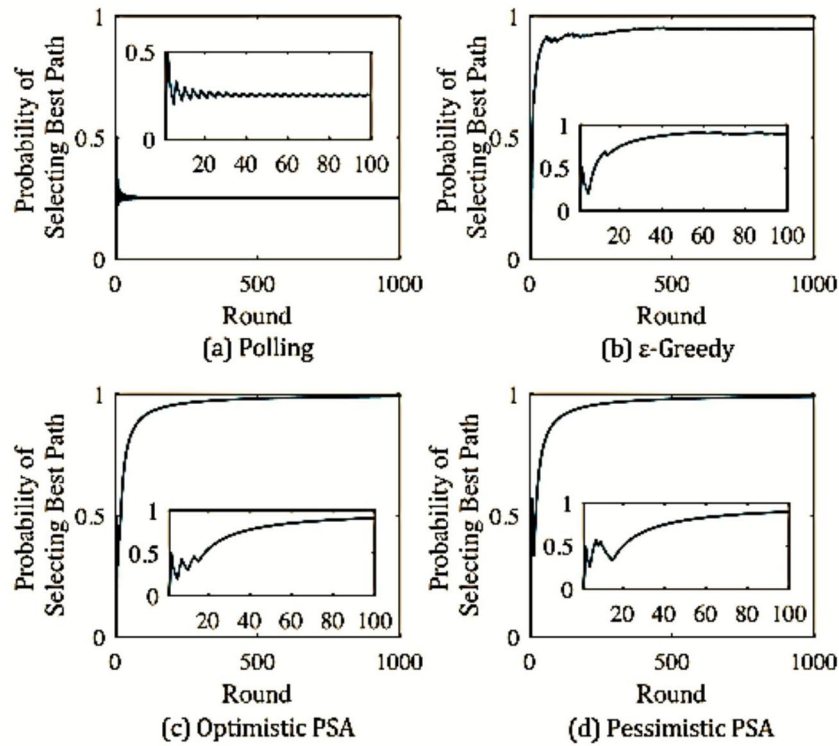 Probability of
Selecting Best Path
1
0.5
0
0.5
0
20 40 60 80 100
0 500 1000
Round
(a) Polling
Probability of
Selecting Best Path
1
0.5
0
1
0.5
0
20 40 60 80 100
0 500 1000
Round
(b) ε-Greedy
Probability of
Selecting Best Path
1
0.5
0
1
0.5
0
20 40 60 80 100
0 500 1000
Round
(c) Optimistic PSA
Probability of
Selecting Best Path
1
0.5
0
1
0.5
0
20 40 60 80 100
0 500 1000
Round
(d) Pessimistic PSA